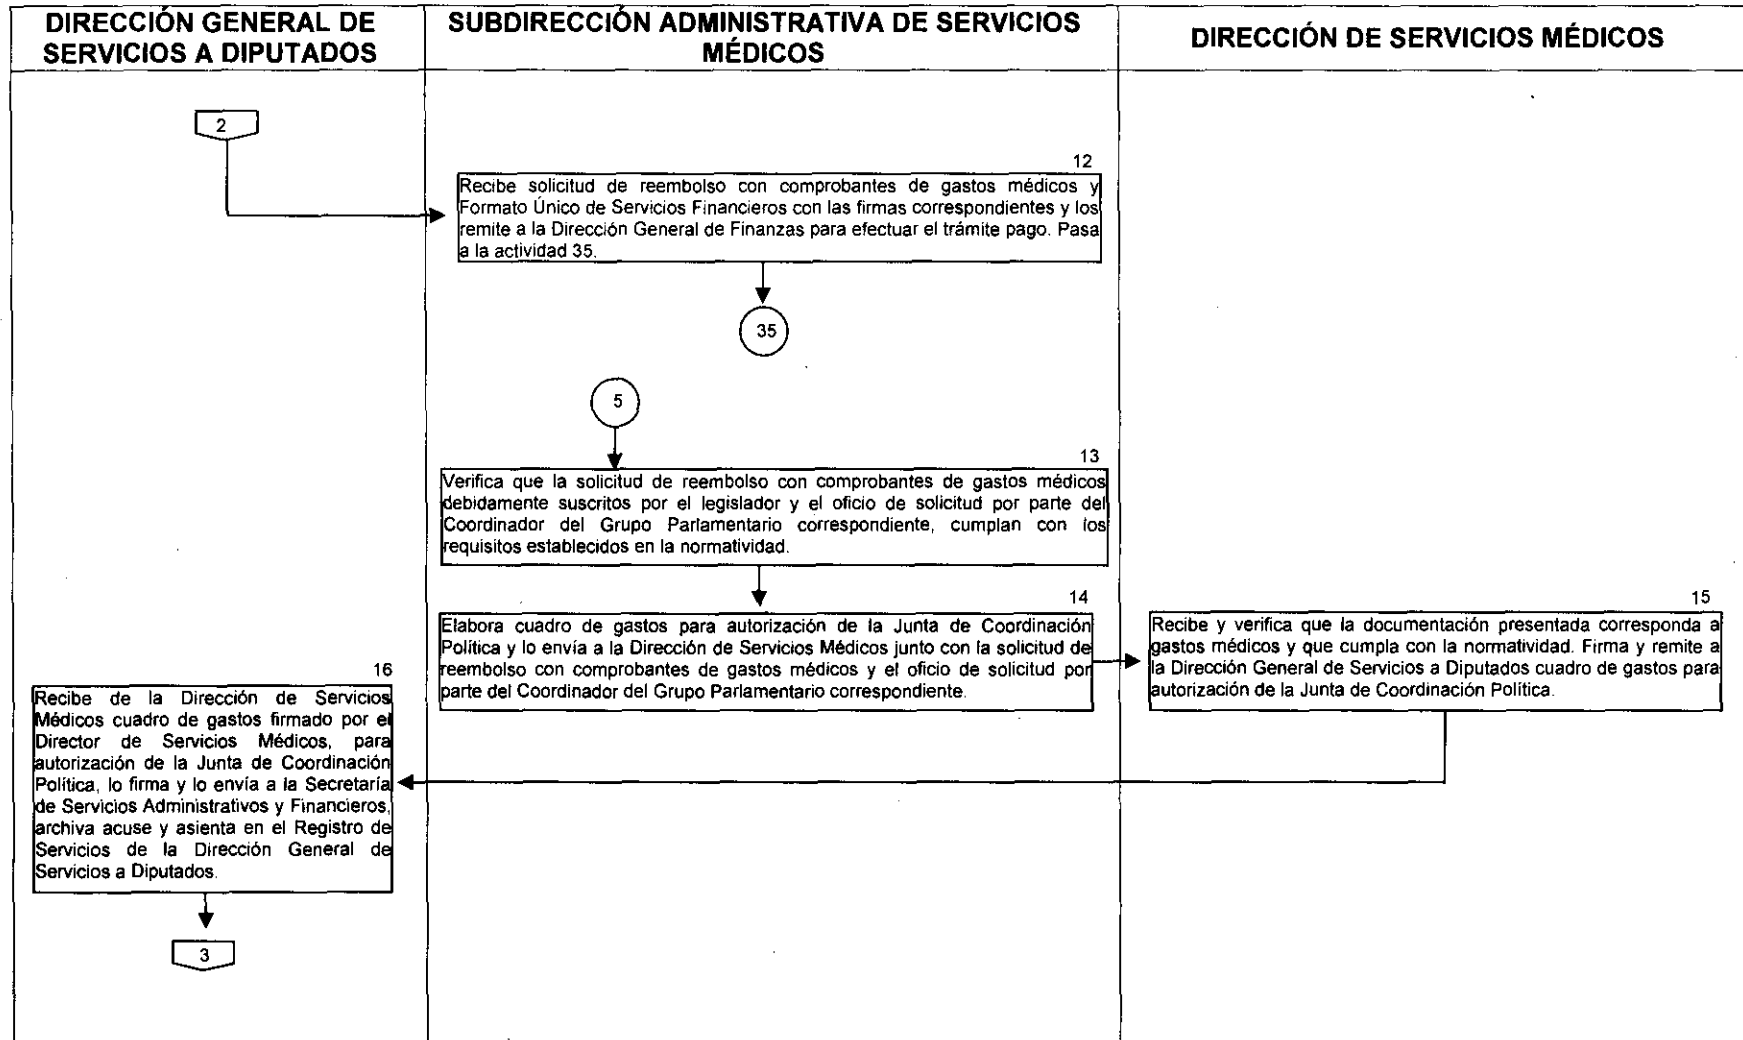 DIRECCIÓN GENERAL DE
SERVICIOS A DIPUTADOS
SUBDIRECCIÓN ADMINISTRATIVA DE SERVICIOS
MÉDICOS
DIRECCIÓN DE SERVICIOS MÉDICOS
2
12
Recibe solicitud de reembolso con comprobantes de gastos médicos y
Formato Único de Servicios Financieros con las firmas correspondientes y los
remite a la Dirección General de Finanzas para efectuar el trámite pago. Pasa
a la actividad 35.
35
5
13
Verifica que la solicitud de reembolso con comprobantes de gastos médicos
debidamente suscritos por el legislador y el oficio de solicitud por parte del
Coordinador del Grupo Parlamentario correspondiente, cumplan con los
requisitos establecidos en la normatividad.
14
Elabora cuadro de gastos para autorización de la Junta de Coordinación
Política y lo envía a la Dirección de Servicios Médicos junto con la solicitud de
reembolso con comprobantes de gastos médicos y el oficio de solicitud por
parte del Coordinador del Grupo Parlamentario correspondiente.
15
Recibe y verifica que la documentación presentada corresponda a
gastos médicos y que cumpla con la normatividad. Firma y remite a
la Dirección General de Servicios a Diputados cuadro de gastos para
autorización de la Junta de Coordinación Política.
16
Recibe de la Dirección de Servicios
Médicos cuadro de gastos firmado por el
Director de Servicios Médicos, para
autorización de la Junta de Coordinación
Política, lo firma y lo envía a la Secretaría
de Servicios Administrativos y Financieros,
archiva acuse y asienta en el Registro de
Servicios de la Dirección General de
Servicios a Diputados.
3